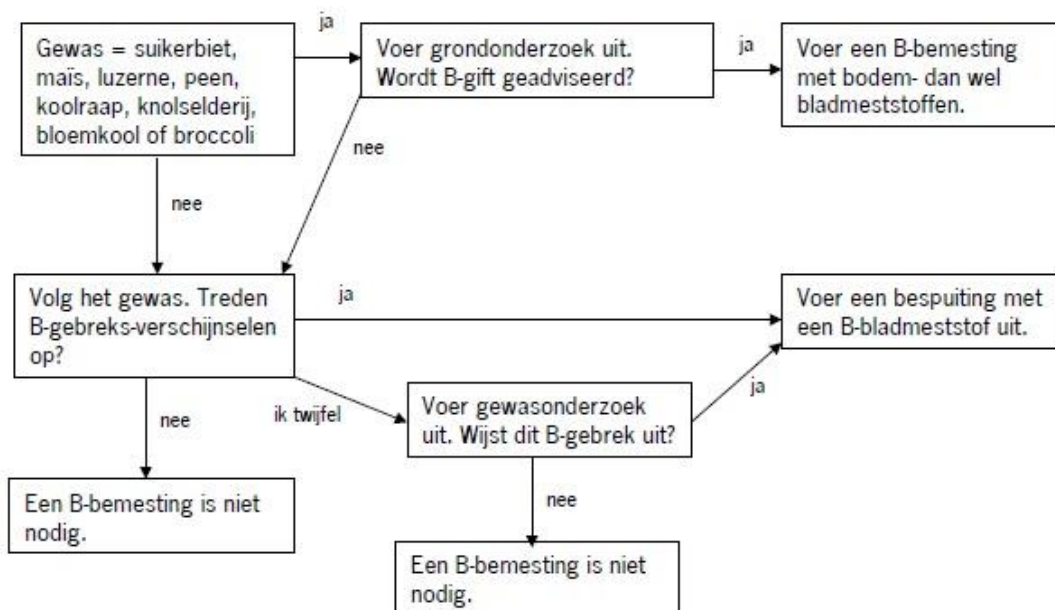 Gewas = suikerbiet,
maïs, luzerne, peen,
koolraap, knolselderij,
bloemkool of broccoli
ja
Voer grondonderzoek uit.
Wordt B-gift geadviseerd?
ja
Voer een B-bemesting
met bodem- dan wel
bladmeststoffen.
nee
nee
Volg het gewas. Treden
B-gebreks-verschijnselen
op?
ja
Voer een bespuiting met
een B-bladmeststof uit.
nee
ik twijfel
Voer gewasonderzoek
uit. Wijst dit B-gebrek uit?
ja
Een B-bemesting is niet
nodig.
nee
Een B-bemesting is niet
nodig.